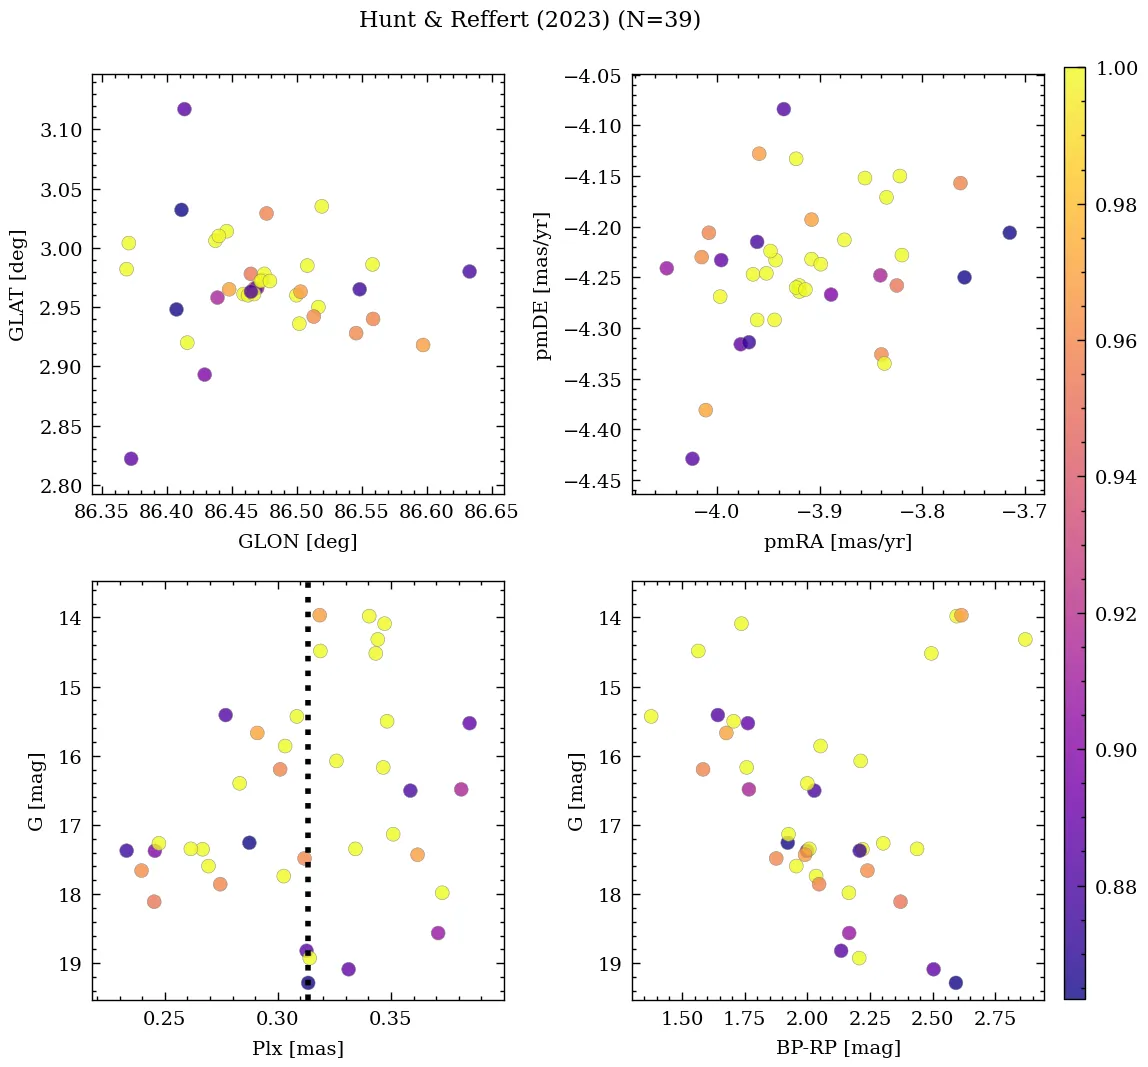 Hunt & Reffert (2023) (N=39)
3.10
3.05
3.00
2.95
2.90
2.85
2.80
GLAT [deg]
86.35 86.40 86.45 86.50 86.55 86.60 86.65
GLON [deg]
−4.05
−4.10
−4.15
−4.20
−4.25
−4.30
−4.35
−4.40
−4.45
pmDE [mas/yr]
−4.0 −3.9 −3.8 −3.7
pmRA [mas/yr]
1.00
0.98
0.96
0.94
0.92
0.90
0.88
14
15
16
17
18
19
G [mag]
0.25 0.30 0.35
Plx [mas]
14
15
16
17
18
19
G [mag]
1.50 1.75 2.00 2.25 2.50 2.75
BP-RP [mag]